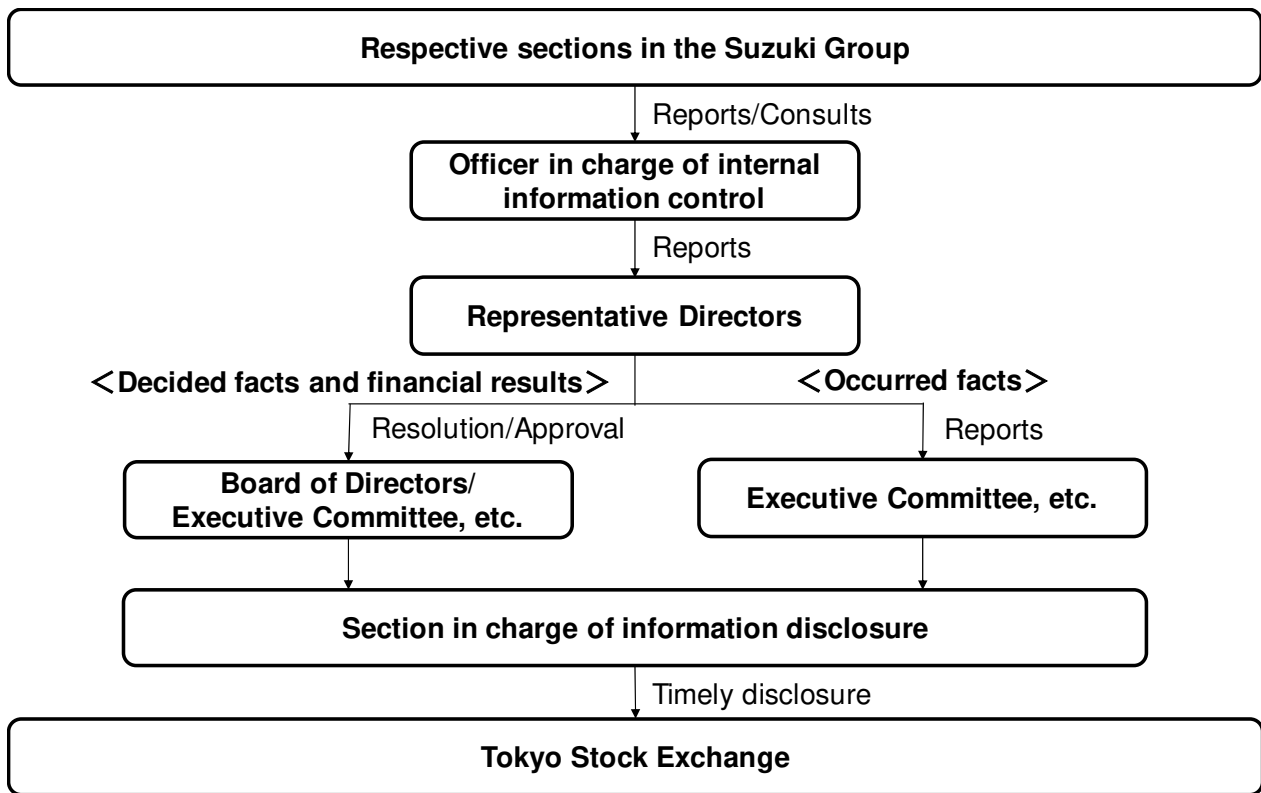 Respective sections in the Suzuki Group
Reports/Consults
Officer in charge of internal
information control
Reports
Representative Directors
＜Decided facts and financial results＞
＜Occurred facts＞
Resolution/Approval
Reports
Board of Directors/
Executive Committee, etc.
Executive Committee, etc.
Section in charge of information disclosure
Timely disclosure
Tokyo Stock Exchange